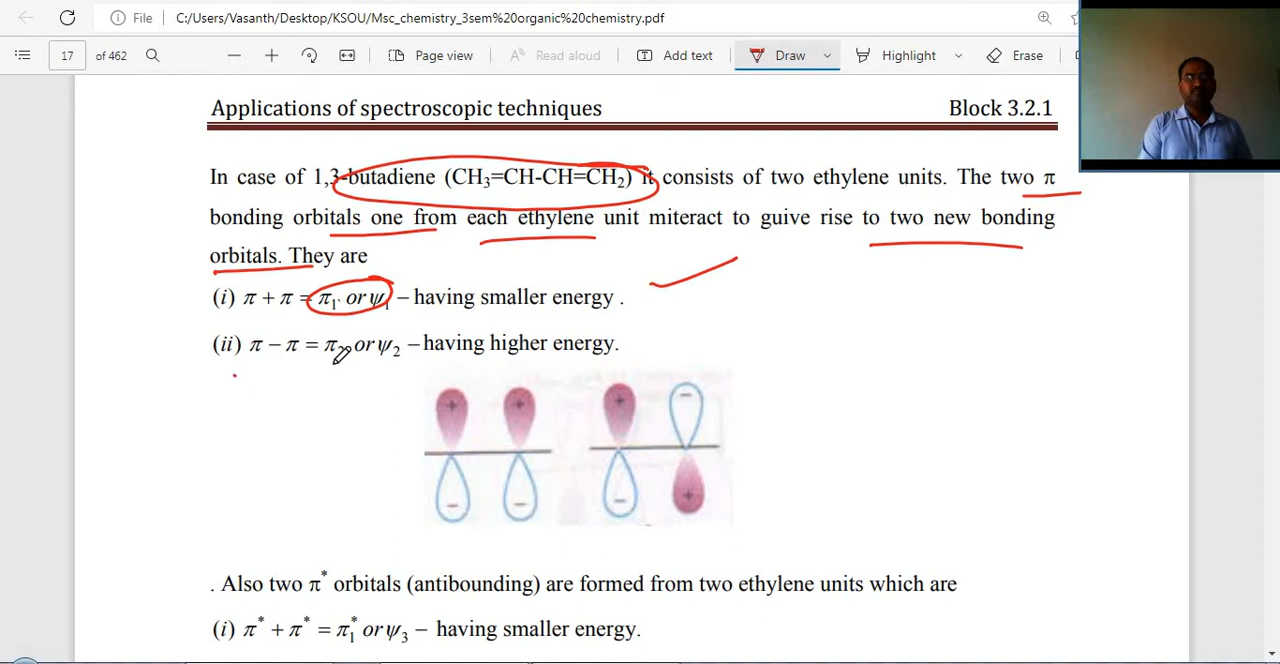 File C:/Users/Vasanth/Desktop/KSOU/Msc_chemistry_3sem%20organic%20chemistry.pdf
17 of 462 Page view Read aloud Add text Draw Highlight Erase
Applications of spectroscopic techniques Block 3.2.1
In case of 1,3-butadiene (CH₃=CH-CH=CH₂) it consists of two ethylene units. The two π
bonding orbitals one from each ethylene unit miteract to guive rise to two new bonding
orbitals. They are
(i) π + π = π₁ or ψ₁ – having smaller energy .
(ii) π − π = π₂ or ψ₂ – having higher energy.
+ + + −
− − − +
. Also two π* orbitals (antibounding) are formed from two ethylene units which are
(i) π* + π* = π₁* or ψ₃ – having smaller energy.